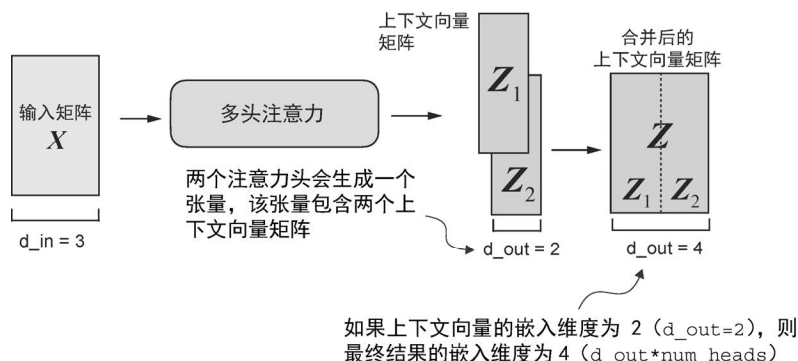 上下文向量
矩阵
合并后的
上下文向量矩阵
输入矩阵
X
多头注意力
Z1
Z2
Z
Z1 Z2
两个注意力头会生成一个
张量，该张量包含两个上
下文向量矩阵
d_in = 3
d_out = 2
d_out = 4
如果上下文向量的嵌入维度为 2（d_out=2），则
最终结果的嵌入维度为4（d_out*num_heads）